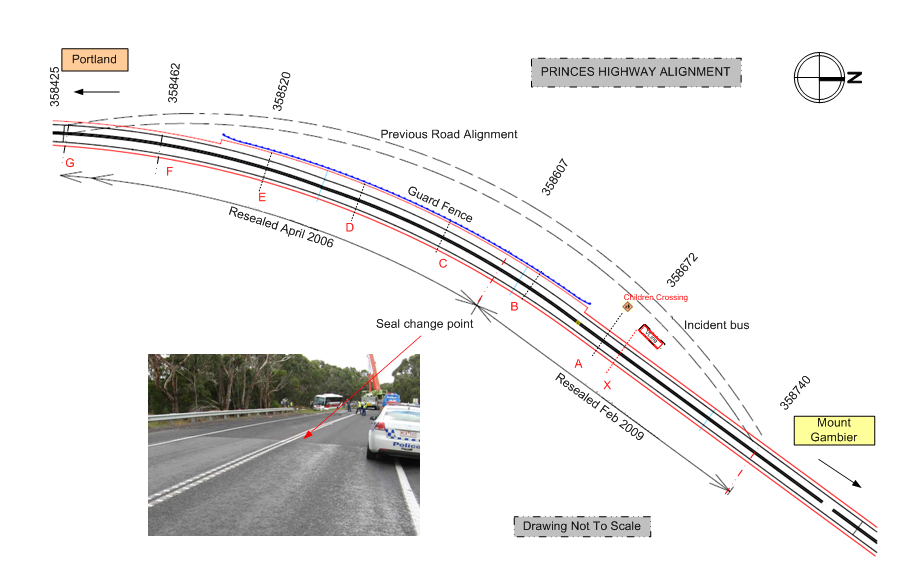 Portland
358425
358462
358520
PRINCES HIGHWAY ALIGNMENT
N
Previous Road Alignment
358607
G
F
E
D
C
B
A
X
Guard Fence
Resealed April 2006
358672
Children Crossing
Incident bus
Seal change point
Resealed Feb 2009
358740
Mount
Gambier
Police
Drawing Not To Scale